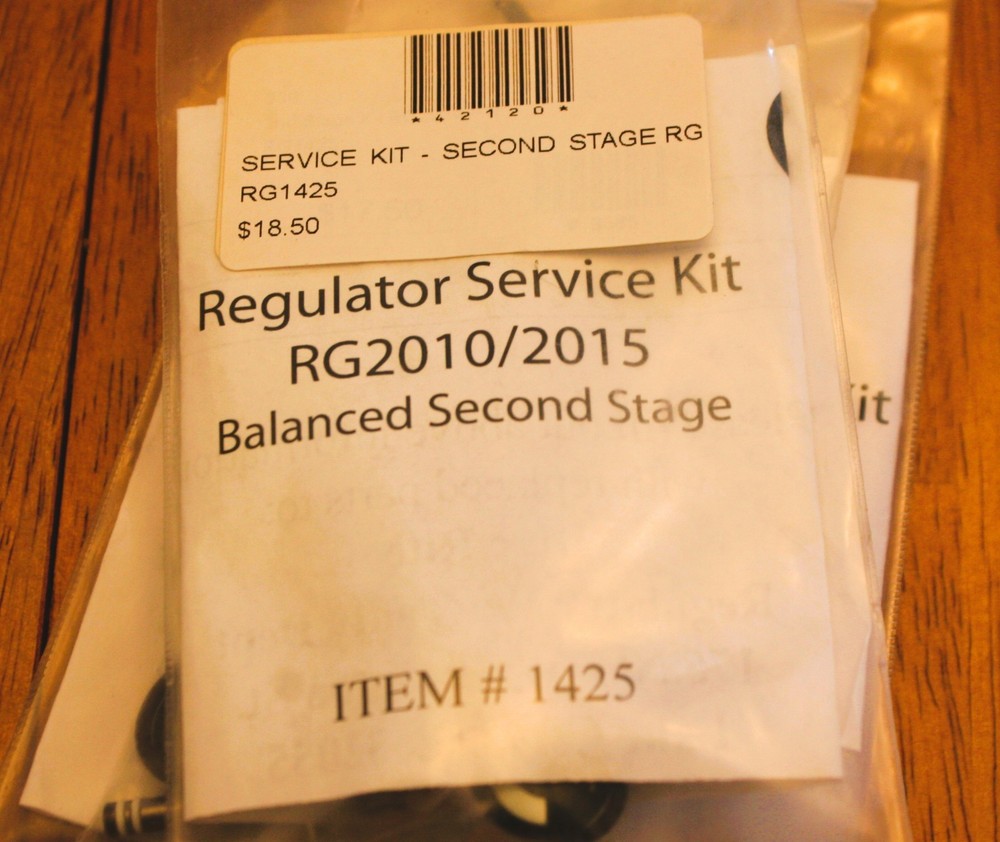 *42120*
SERVICE KIT - SECOND STAGE RG
RG1425
$18.50
Regulator Service Kit
RG2010/2015
Balanced Second Stage
it
ITEM # 1425